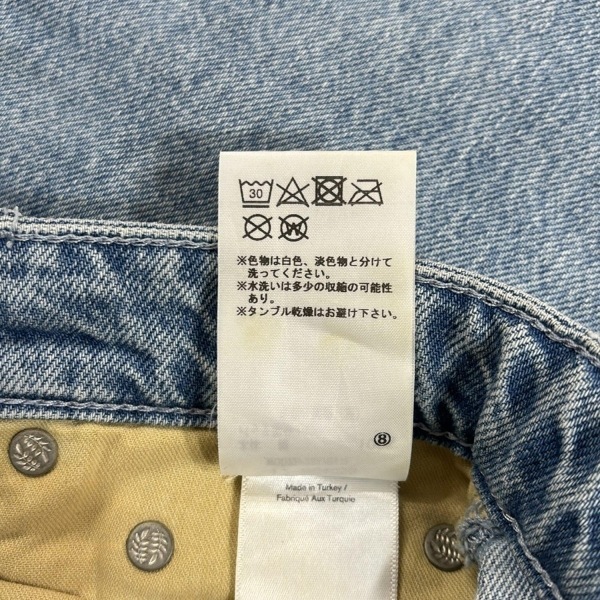 30
W
※色物は白色、淡色物と分けて
洗ってください。
※水洗いは多少の収縮の可能性
あり。
※タンブル乾燥はお避け下さい。
⑧
Made in Turkey /
Fabriqué Aux Turquie